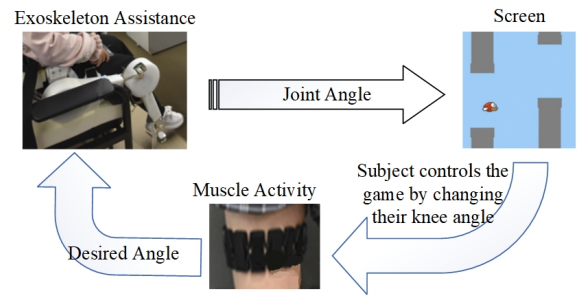 Exoskeleton Assistance
Screen
Joint Angle
Subject controls the
game by changing
their knee angle
Muscle Activity
Desired Angle